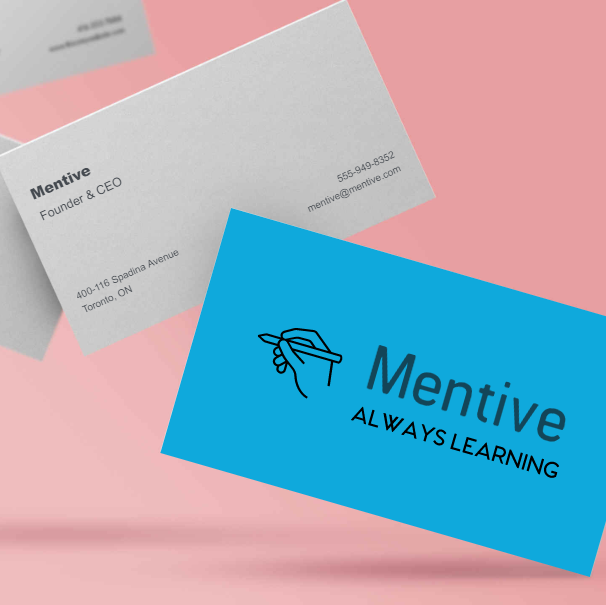 Mentive
Founder & CEO
555-949-8352
mentive@mentive.com
400-116 Spadina Avenue
Toronto, ON
Mentive
ALWAYS LEARNING